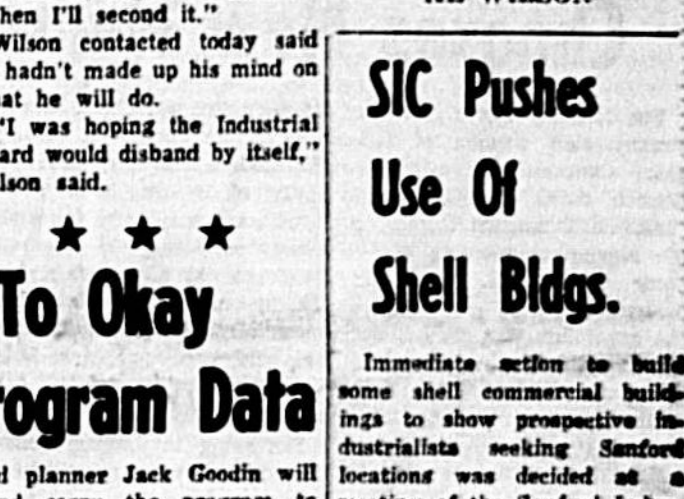 hen I'll second it."
Wilson contacted today said
hadn't made up his mind on
at he will do.
"I was hoping the Industrial
ard would disband by itself,"
lson said.
★ ★ ★
To Okay
rogram Data
d planner Jack Goodin will
SIC Pushes
Use Of
Shell Bldgs.
Immediate action to build
some shell commercial build-
ings to show prospective in-
dustrialists seeking Sanford
locations was decided at a